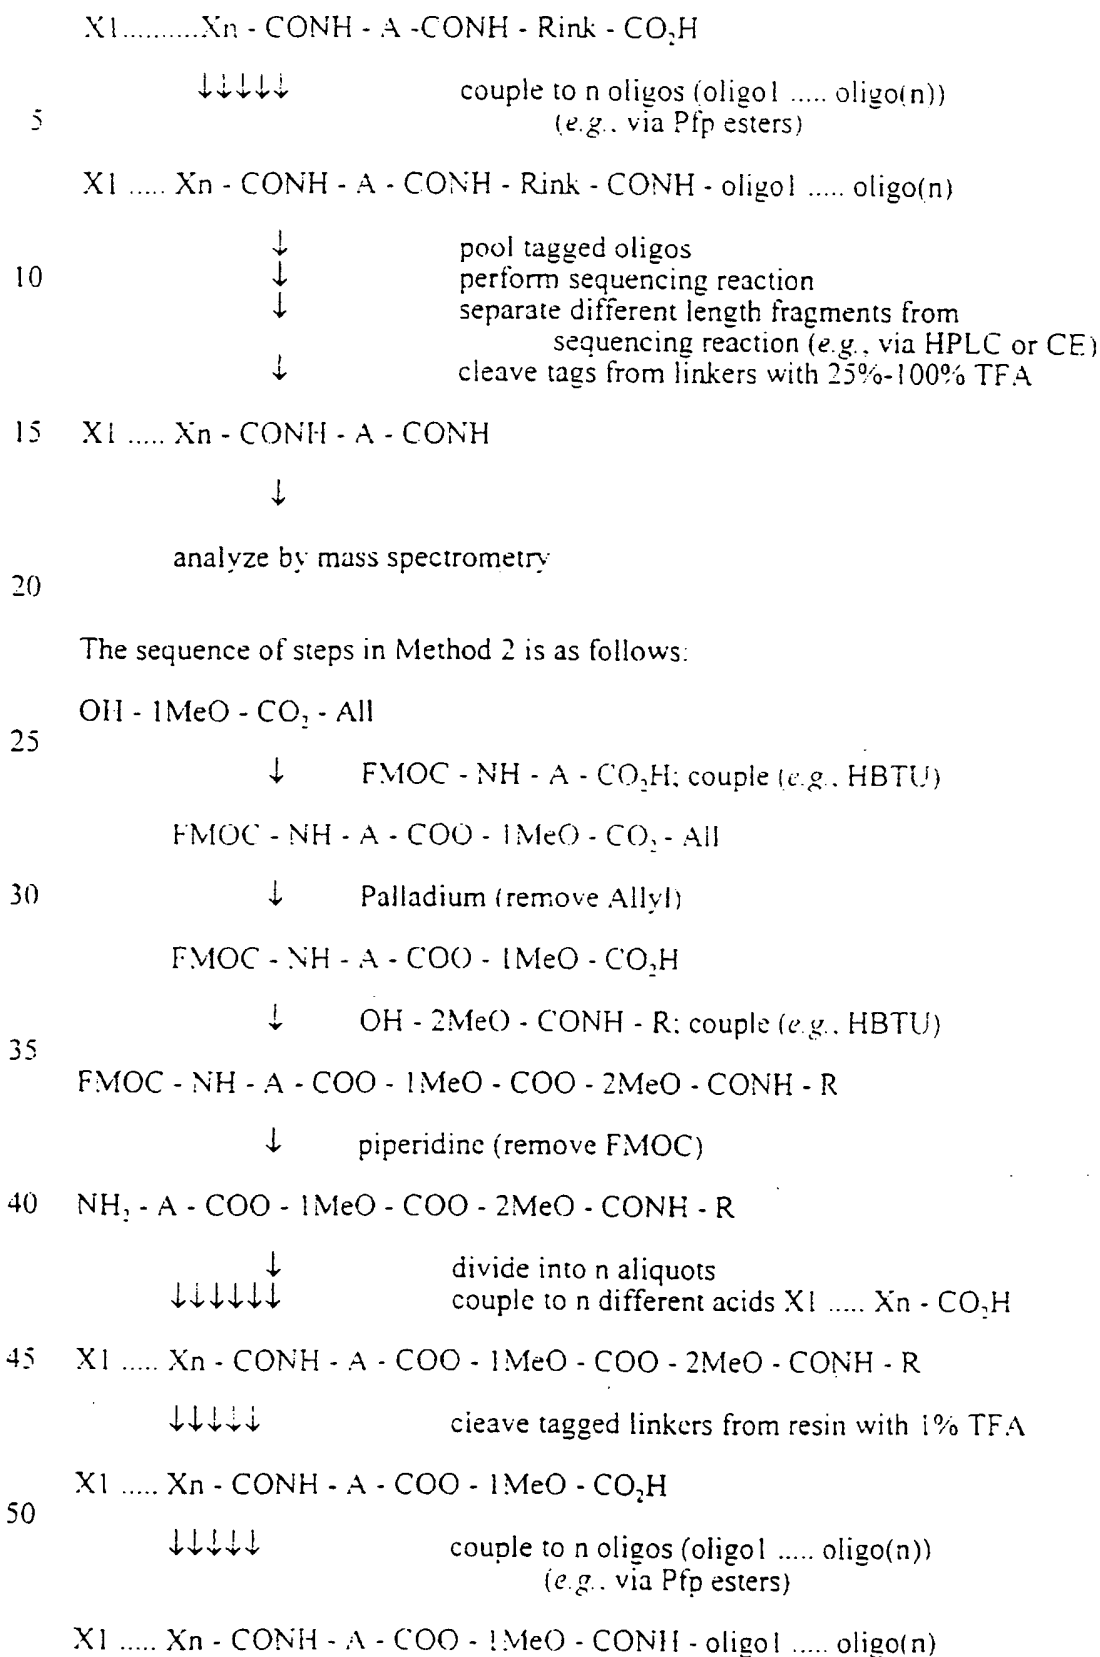 X1..........Xn - CONH - A -CONH - Rink - CO₂H
↓↓↓↓↓ couple to n oligos (oligo1 ..... oligo(n))
5 (e.g., via Pfp esters)
X1 ..... Xn - CONH - A - CONH - Rink - CONH - oligo1 ..... oligo(n)
↓ pool tagged oligos
10 ↓ perform sequencing reaction
↓ separate different length fragments from
sequencing reaction (e.g., via HPLC or CE)
↓ cleave tags from linkers with 25%-100% TFA
15 X1 ..... Xn - CONH - A - CONH
↓
analyze by mass spectrometry
20
The sequence of steps in Method 2 is as follows:
OH - 1MeO - CO₂ - All
25
↓ FMOC - NH - A - CO₂H; couple (e.g., HBTU)
FMOC - NH - A - COO - 1MeO - CO₂ - All
30 ↓ Palladium (remove Allyl)
FMOC - NH - A - COO - 1MeO - CO₂H
↓ OH - 2MeO - CONH - R; couple (e.g., HBTU)
35
FMOC - NH - A - COO - 1MeO - COO - 2MeO - CONH - R
↓ piperidine (remove FMOC)
40 NH₂ - A - COO - 1MeO - COO - 2MeO - CONH - R
↓ divide into n aliquots
↓↓↓↓↓↓ couple to n different acids X1 ..... Xn - CO₂H
45 X1 ..... Xn - CONH - A - COO - 1MeO - COO - 2MeO - CONH - R
↓↓↓↓↓ cleave tagged linkers from resin with 1% TFA
X1 ..... Xn - CONH - A - COO - 1MeO - CO₂H
50
↓↓↓↓↓ couple to n oligos (oligo1 ..... oligo(n))
(e.g., via Pfp esters)
X1 ..... Xn - CONH - A - COO - 1MeO - CONH - oligo1 ..... oligo(n)